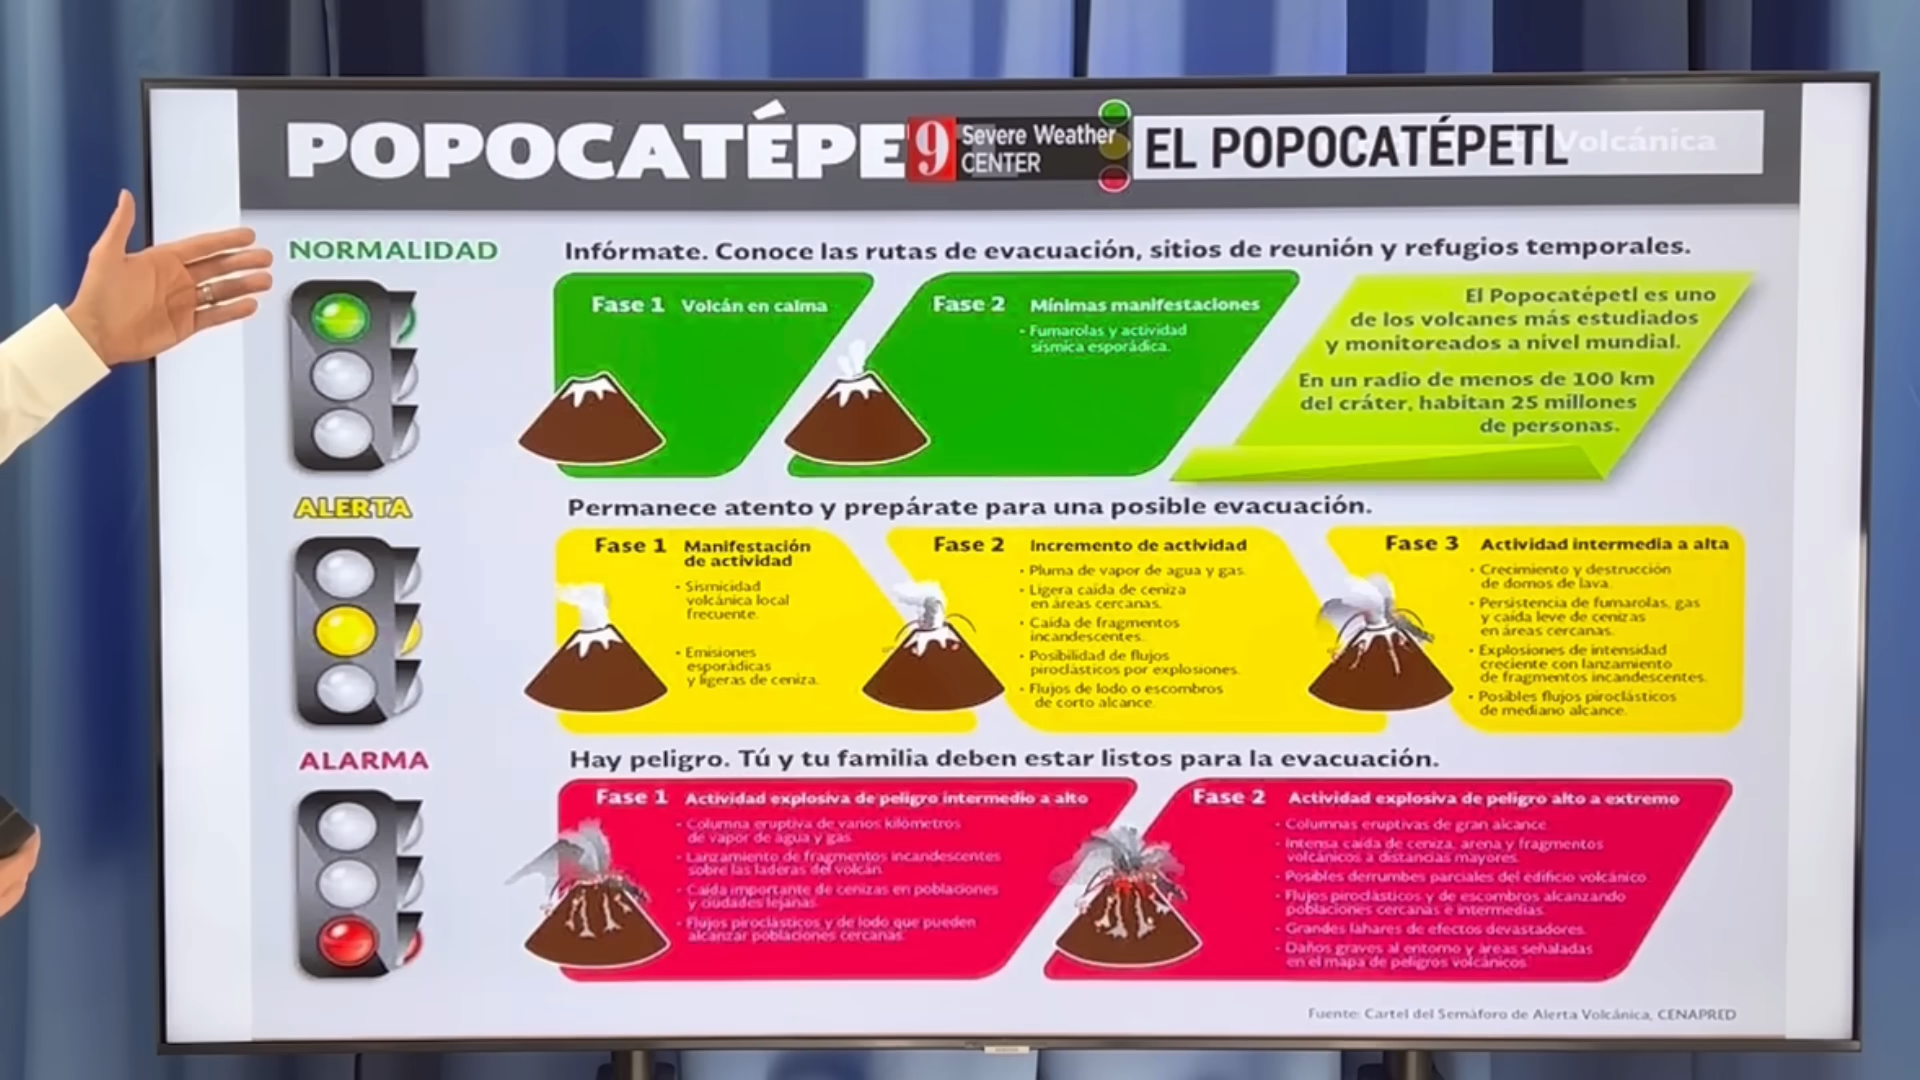 POPOCATÉPE
9 Severe Weather
CENTER
EL POPOCATÉPETL
Volcánica
NORMALIDAD
Infórmate. Conoce las rutas de evacuación, sitios de reunión y refugios temporales.
Fase 1 Volcán en calma
Fase 2 Mínimas manifestaciones
• Fumarolas y actividad
sísmica esporádica.
El Popocatépetl es uno
de los volcanes más estudiados
y monitoreados a nivel mundial.
En un radio de menos de 100 km
del cráter, habitan 25 millones
de personas.
ALERTA
Permanece atento y prepárate para una posible evacuación.
Fase 1 Manifestación
de actividad
• Sismicidad
volcánica local
frecuente.
• Emisiones
esporádicas
y ligeras de ceniza.
Fase 2 Incremento de actividad
• Pluma de vapor de agua y gas.
• Ligera caída de ceniza
en áreas cercanas.
• Caída de fragmentos
incandescentes.
• Posibilidad de flujos
piroclásticos por explosiones.
• Flujos de lodo o escombros
de corto alcance.
Fase 3 Actividad intermedia a alta
• Crecimiento y destrucción
de domos de lava.
• Persistencia de fumarolas, gas
y caída leve de cenizas
en áreas cercanas.
• Explosiones de intensidad
creciente con lanzamiento
de fragmentos incandescentes.
• Posibles flujos piroclásticos
de mediano alcance.
ALARMA
Hay peligro. Tú y tu familia deben estar listos para la evacuación.
Fase 1 Actividad explosiva de peligro intermedio a alto
• Columna eruptiva de varios kilómetros
de vapor de agua y gas.
• Lanzamiento de fragmentos incandescentes
sobre las laderas del volcán.
• Caída importante de cenizas en poblaciones
y ciudades lejanas.
• Flujos piroclásticos y de lodo que pueden
alcanzar poblaciones cercanas.
Fase 2 Actividad explosiva de peligro alto a extremo
• Columnas eruptivas de gran alcance.
• Intensa caída de ceniza, arena y fragmentos
volcánicos a distancias mayores.
• Posibles derrumbes parciales del edificio volcánico.
• Flujos piroclásticos y de escombros alcanzando
poblaciones cercanas e intermedias.
• Grandes lahares de efectos devastadores.
• Daños graves al entorno y áreas señaladas
en el mapa de peligros volcánicos.
Fuente: Cartel del Semáforo de Alerta Volcánica, CENAPRED